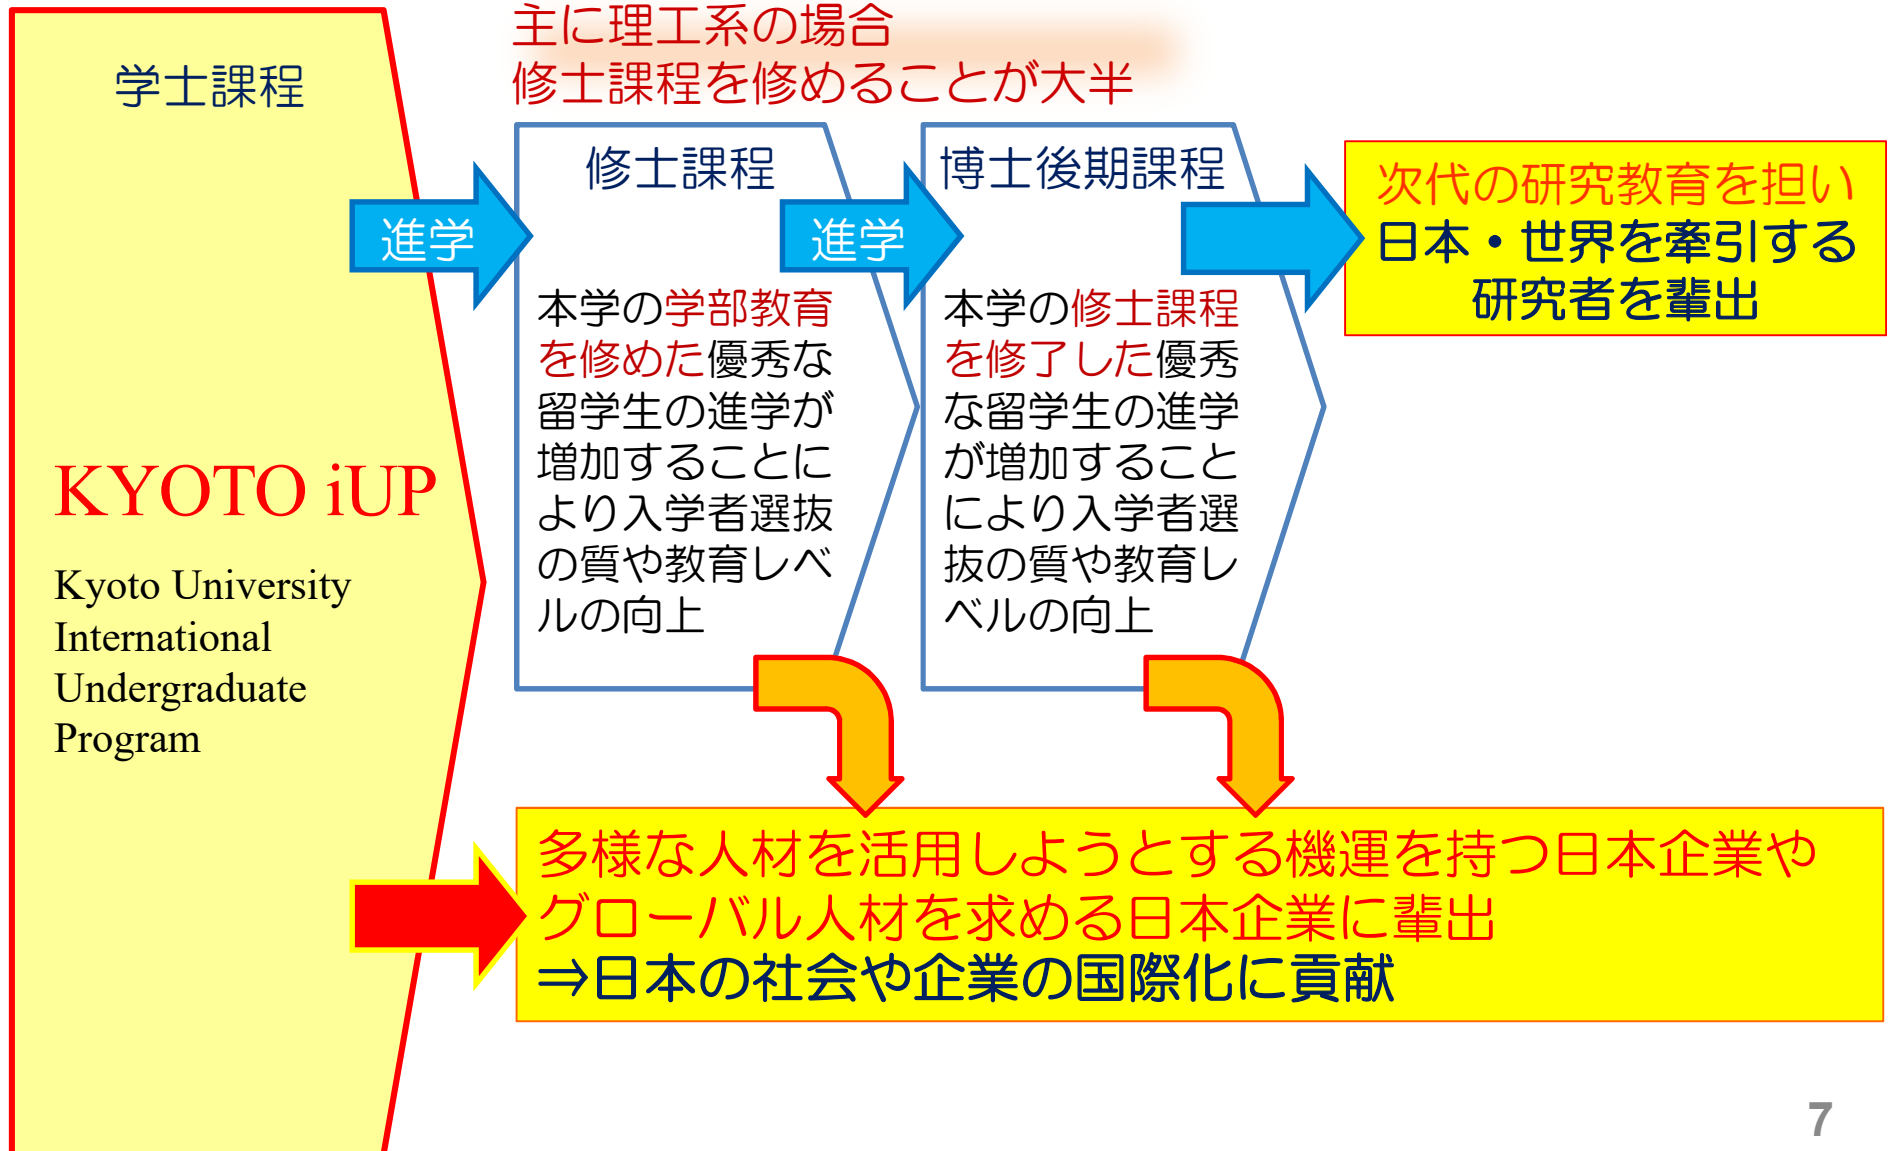 学士課程
KYOTO iUP
Kyoto University
International
Undergraduate
Program
主に理工系の場合
修士課程を修めることが大半
進学
修士課程
本学の学部教育
を修めた優秀な
留学生の進学が
増加することに
より入学者選抜
の質や教育レベ
ルの向上
進学
博士後期課程
本学の修士課程
を修了した優秀
な留学生の進学
が増加すること
により入学者選
抜の質や教育レ
ベルの向上
次代の研究教育を担い
日本・世界を牽引する
研究者を輩出
多様な人材を活用しようとする機運を持つ日本企業や
グローバル人材を求める日本企業に輩出
⇒日本の社会や企業の国際化に貢献
7